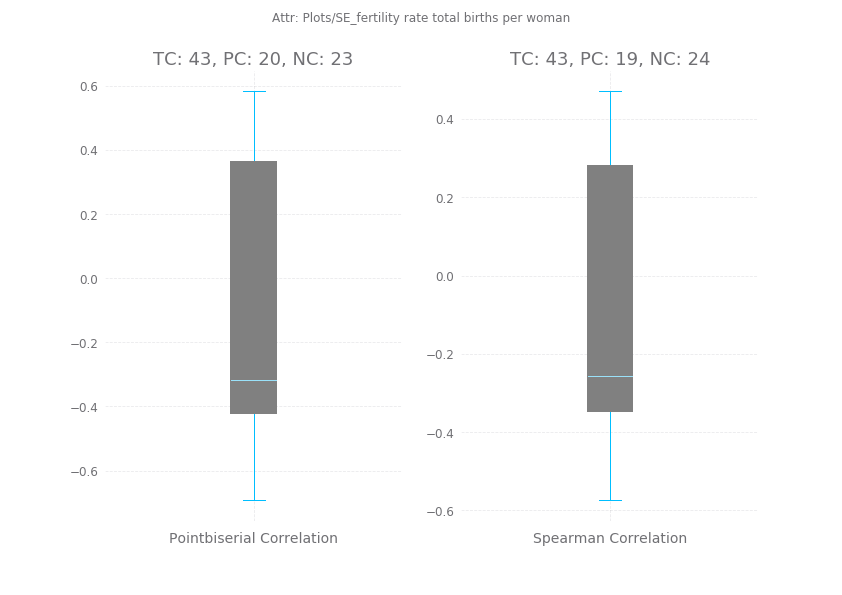 Attr: Plots/SE_fertility rate total births per woman
TC: 43, PC: 20, NC: 23
0.6
0.4
0.2
0.0
−0.2
−0.4
−0.6
Pointbiserial Correlation
TC: 43, PC: 19, NC: 24
0.4
0.2
0.0
−0.2
−0.4
−0.6
Spearman Correlation